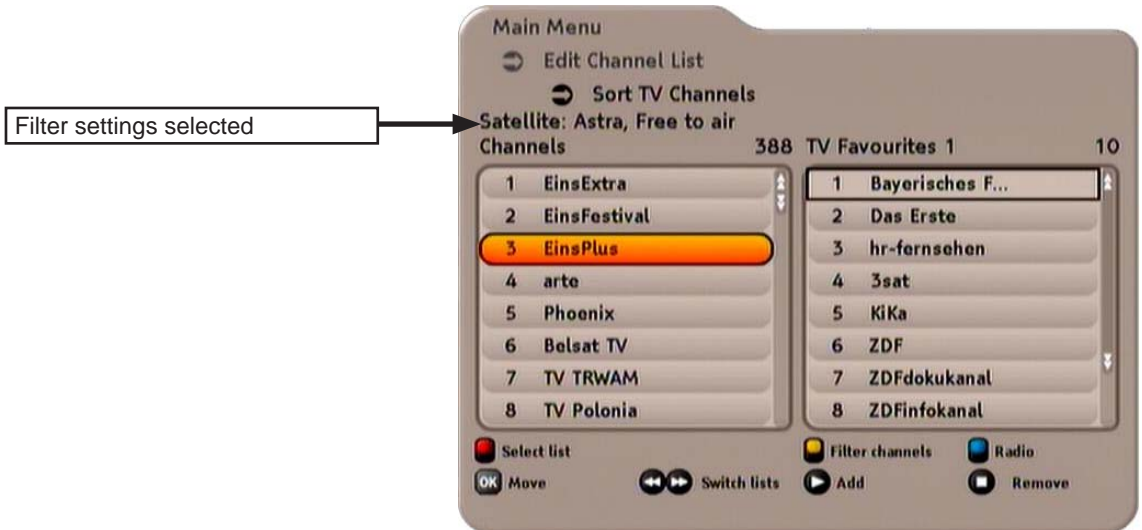 Main Menu
Edit Channel List
Sort TV Channels
Filter settings selected
Satellite: Astra, Free to air
Channels 388 TV Favourites 1 10
1 EinsExtra
2 EinsFestival
3 EinsPlus
4 arte
5 Phoenix
6 Belsat TV
7 TV TRWAM
8 TV Polonia
1 Bayerisches F...
2 Das Erste
3 hr-fernsehen
4 3sat
5 KiKa
6 ZDF
7 ZDFdokukanal
8 ZDFinfokanal
Select list Filter channels Radio
OK Move Switch lists Add Remove